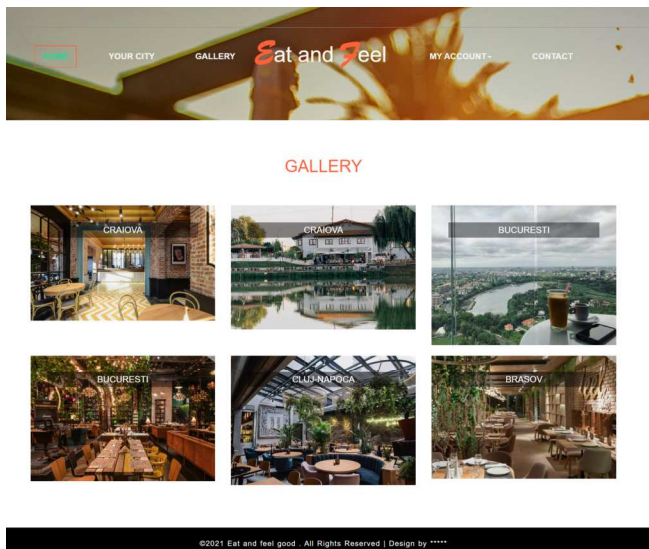 HOME
YOUR CITY
GALLERY
Eat and Feel
MY ACCOUNT
CONTACT
GALLERY
CRAIOVA
CRAIOVA
BUCURESTI
BUCURESTI
CLUJ-NAPOCA
BRASOV
©2021 Eat and feel good . All Rights Reserved | Design by *****